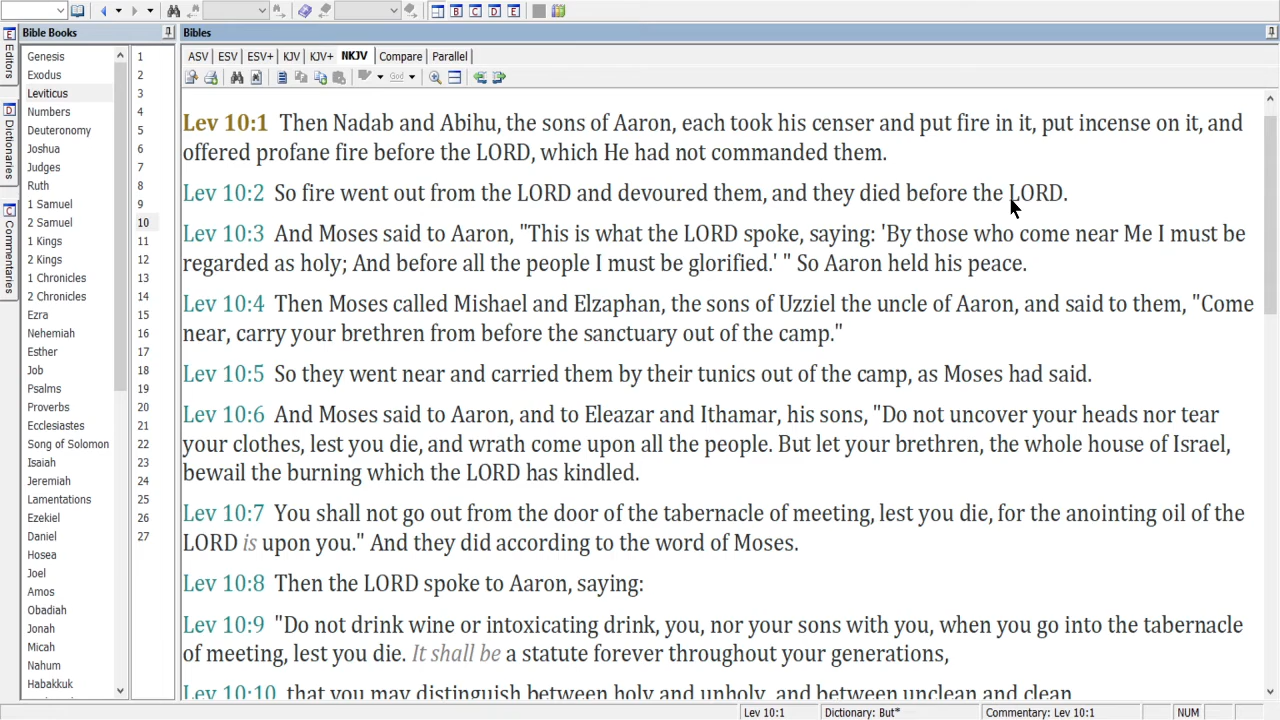 Bible Books
Bibles
Editors
Dictionaries
Commentaries
ASV ESV ESV+ KJV KJV+ NKJV Compare Parallel
Genesis
Exodus
Leviticus
Numbers
Deuteronomy
Joshua
Judges
Ruth
1 Samuel
2 Samuel
1 Kings
2 Kings
1 Chronicles
2 Chronicles
Ezra
Nehemiah
Esther
Job
Psalms
Proverbs
Ecclesiastes
Song of Solomon
Isaiah
Jeremiah
Lamentations
Ezekiel
Daniel
Hosea
Joel
Amos
Obadiah
Jonah
Micah
Nahum
Habakkuk
1
2
3
4
5
6
7
8
9
10
11
12
13
14
15
16
17
18
19
20
21
22
23
24
25
26
27
Lev 10:1 Then Nadab and Abihu, the sons of Aaron, each took his censer and put fire in it, put incense on it, and
offered profane fire before the LORD, which He had not commanded them.
Lev 10:2 So fire went out from the LORD and devoured them, and they died before the LORD.
Lev 10:3 And Moses said to Aaron, "This is what the LORD spoke, saying: 'By those who come near Me I must be
regarded as holy; And before all the people I must be glorified.' " So Aaron held his peace.
Lev 10:4 Then Moses called Mishael and Elzaphan, the sons of Uzziel the uncle of Aaron, and said to them, "Come
near, carry your brethren from before the sanctuary out of the camp."
Lev 10:5 So they went near and carried them by their tunics out of the camp, as Moses had said.
Lev 10:6 And Moses said to Aaron, and to Eleazar and Ithamar, his sons, "Do not uncover your heads nor tear
your clothes, lest you die, and wrath come upon all the people. But let your brethren, the whole house of Israel,
bewail the burning which the LORD has kindled.
Lev 10:7 You shall not go out from the door of the tabernacle of meeting, lest you die, for the anointing oil of the
LORD is upon you." And they did according to the word of Moses.
Lev 10:8 Then the LORD spoke to Aaron, saying:
Lev 10:9 "Do not drink wine or intoxicating drink, you, nor your sons with you, when you go into the tabernacle
of meeting, lest you die. It shall be a statute forever throughout your generations,
Lev 10:10 that you may distinguish between holy and unholy, and between unclean and clean
Lev 10:1 Dictionary: But* Commentary: Lev 10:1 NUM